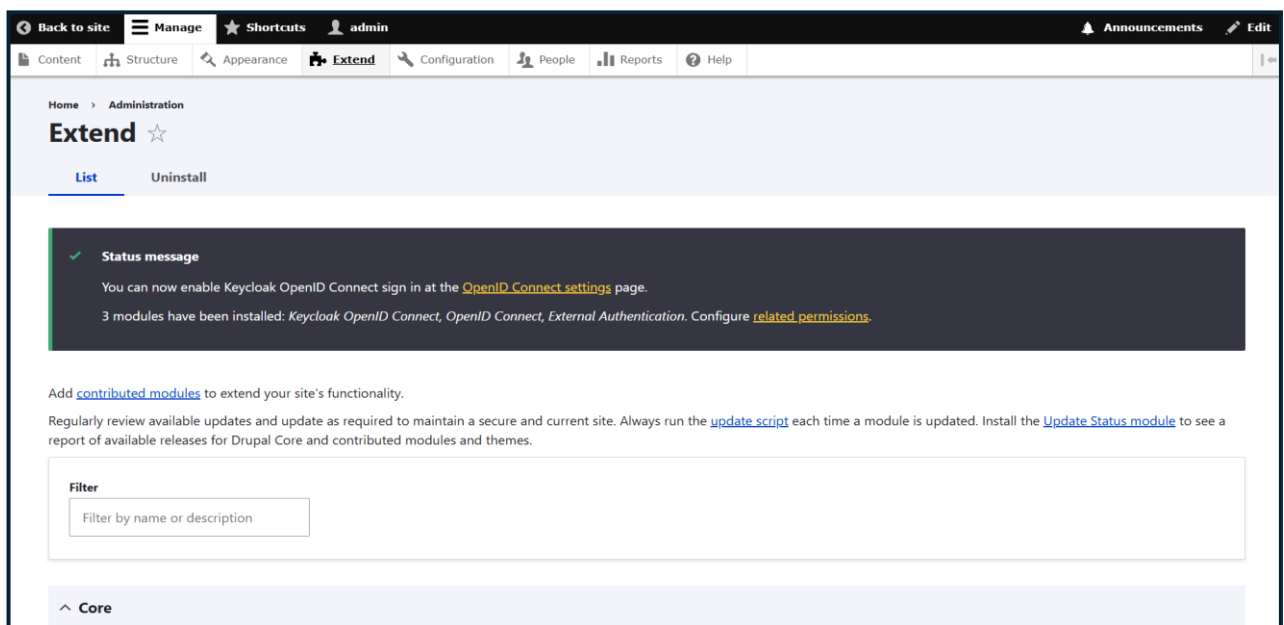 Back to site Manage Shortcuts admin Announcements Edit
Content Structure Appearance Extend Configuration People Reports Help
Home › Administration
Extend
List Uninstall
Status message
You can now enable Keycloak OpenID Connect sign in at the OpenID Connect settings page.
3 modules have been installed: Keycloak OpenID Connect, OpenID Connect, External Authentication. Configure related permissions.
Add contributed modules to extend your site's functionality.
Regularly review available updates and update as required to maintain a secure and current site. Always run the update script each time a module is updated. Install the Update Status module to see a
report of available releases for Drupal Core and contributed modules and themes.
Filter
Filter by name or description
Core